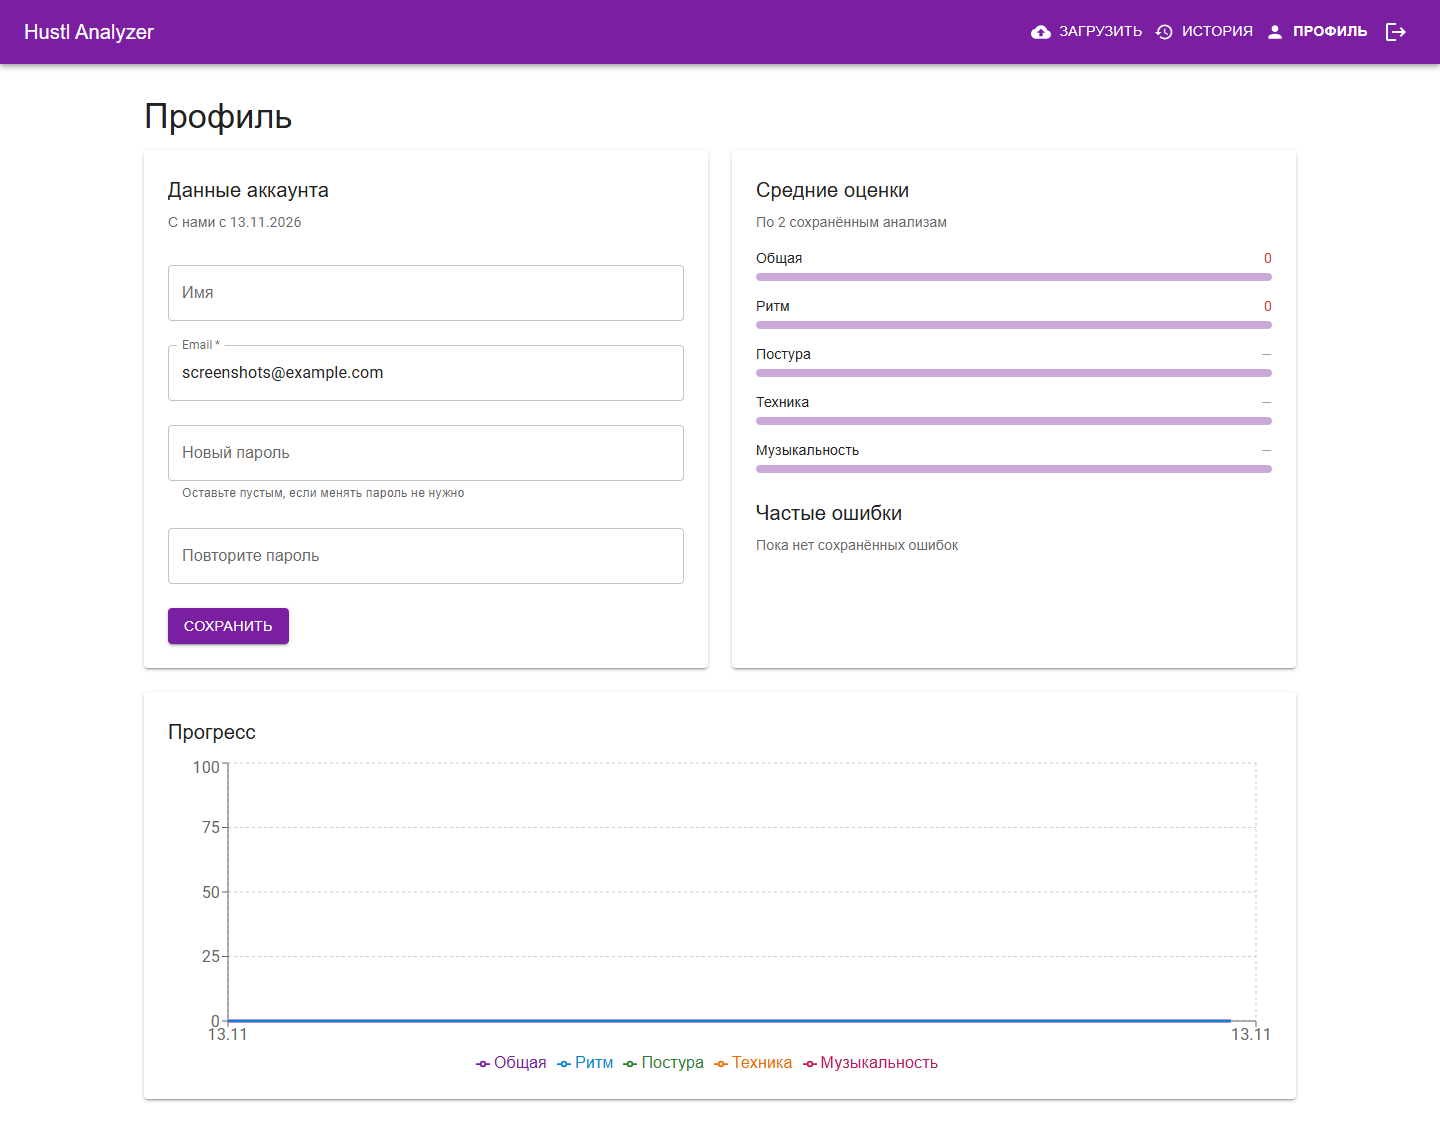 Hustl Analyzer
ЗАГРУЗИТЬ
ИСТОРИЯ
ПРОФИЛЬ
Профиль
Данные аккаунта
С нами с 13.11.2026
Имя
Email *
screenshots@example.com
Новый пароль
Оставьте пустым, если менять пароль не нужно
Повторите пароль
СОХРАНИТЬ
Средние оценки
По 2 сохранённым анализам
Общая 0
Ритм 0
Постура —
Техника —
Музыкальность —
Частые ошибки
Пока нет сохранённых ошибок
Прогресс
100
75
50
25
0
13.11 13.11
Общая Ритм Постура Техника Музыкальность